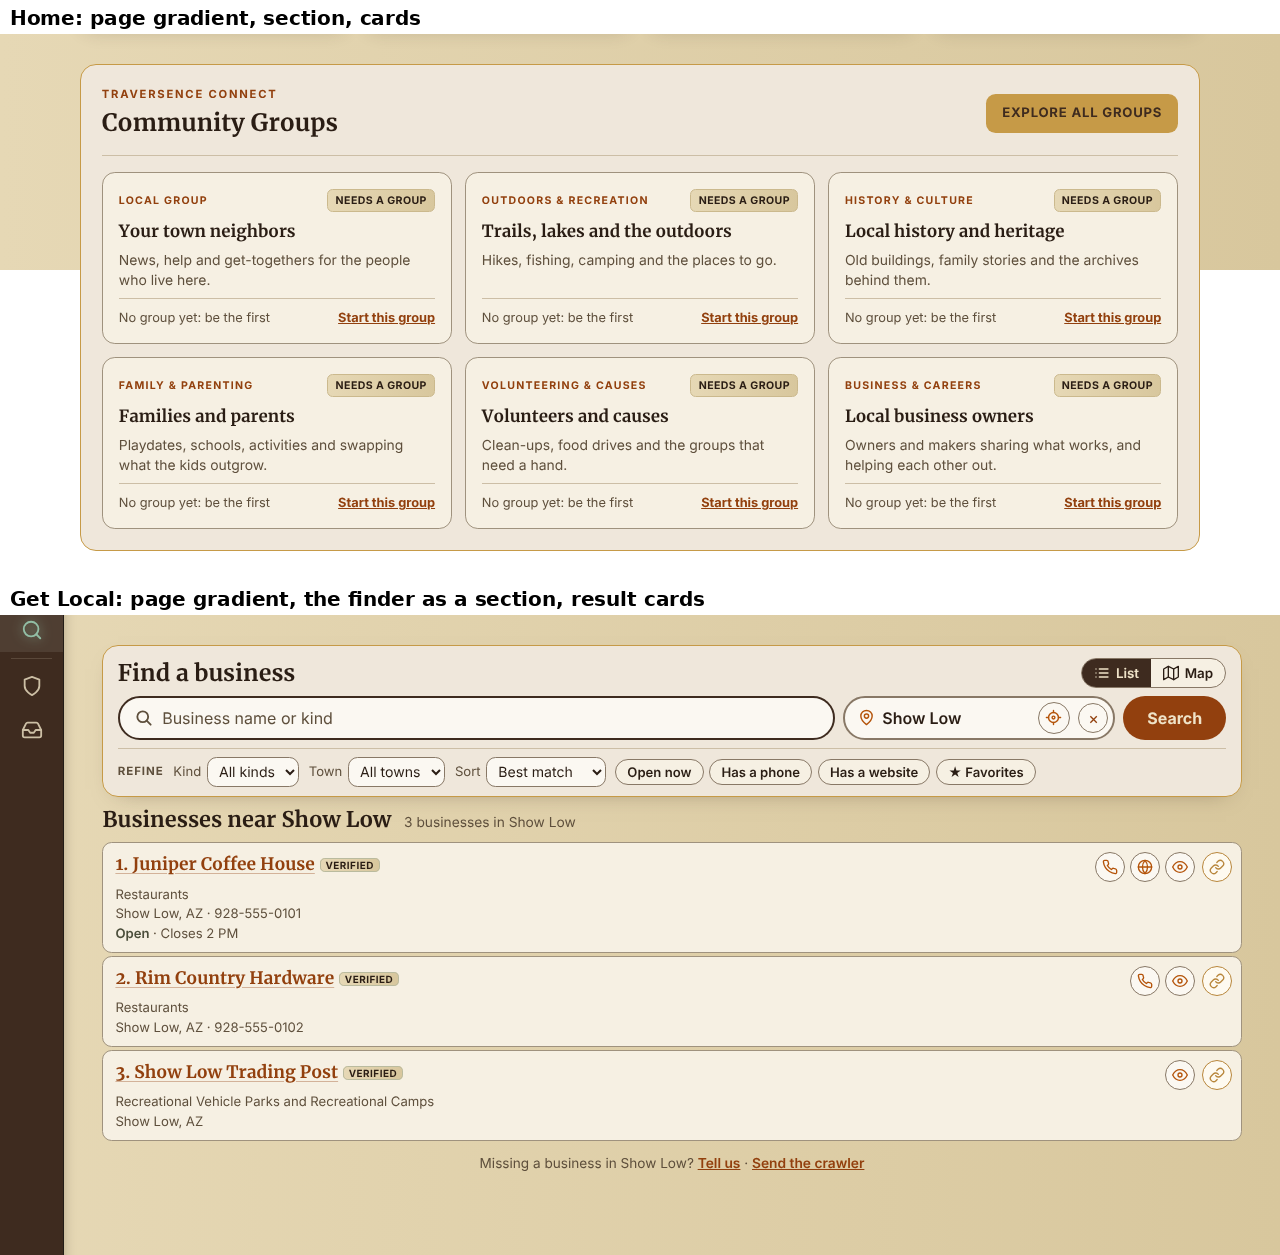 Home: page gradient, section, cards
TRAVERSENCE CONNECT
Community Groups
EXPLORE ALL GROUPS
LOCAL GROUP
NEEDS A GROUP
Your town neighbors
News, help and get-togethers for the people
who live here.
No group yet: be the first
Start this group
OUTDOORS & RECREATION
NEEDS A GROUP
Trails, lakes and the outdoors
Hikes, fishing, camping and the places to go.
No group yet: be the first
Start this group
HISTORY & CULTURE
NEEDS A GROUP
Local history and heritage
Old buildings, family stories and the archives
behind them.
No group yet: be the first
Start this group
FAMILY & PARENTING
NEEDS A GROUP
Families and parents
Playdates, schools, activities and swapping
what the kids outgrow.
No group yet: be the first
Start this group
VOLUNTEERING & CAUSES
NEEDS A GROUP
Volunteers and causes
Clean-ups, food drives and the groups that
need a hand.
No group yet: be the first
Start this group
BUSINESS & CAREERS
NEEDS A GROUP
Local business owners
Owners and makers sharing what works, and
helping each other out.
No group yet: be the first
Start this group
Get Local: page gradient, the finder as a section, result cards
Find a business
List
Map
Business name or kind
Show Low
×
Search
REFINE Kind All kinds Town All towns Sort Best match Open now Has a phone Has a website ★ Favorites
Businesses near Show Low 3 businesses in Show Low
1. Juniper Coffee House VERIFIED
Restaurants
Show Low, AZ · 928-555-0101
Open · Closes 2 PM
2. Rim Country Hardware VERIFIED
Restaurants
Show Low, AZ · 928-555-0102
3. Show Low Trading Post VERIFIED
Recreational Vehicle Parks and Recreational Camps
Show Low, AZ
Missing a business in Show Low? Tell us · Send the crawler